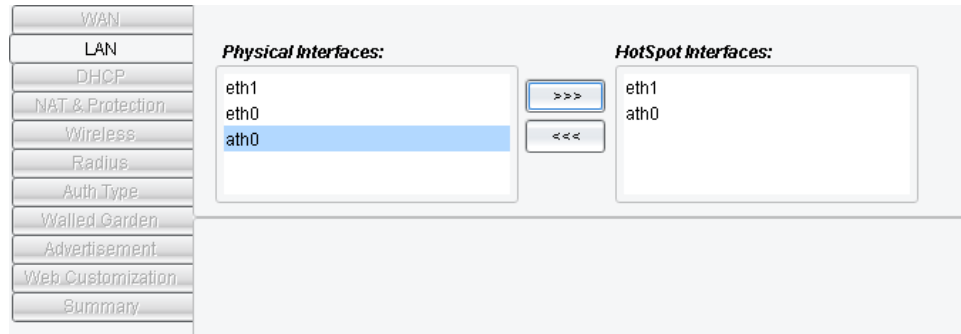 WAN
LAN
DHCP
NAT & Protection
Wireless
Radius
Auth Type
Walled Garden
Advertisement
Web Customization
Summary
Physical Interfaces:
eth1
eth0
ath0
>>>
<<<
HotSpot Interfaces:
eth1
ath0